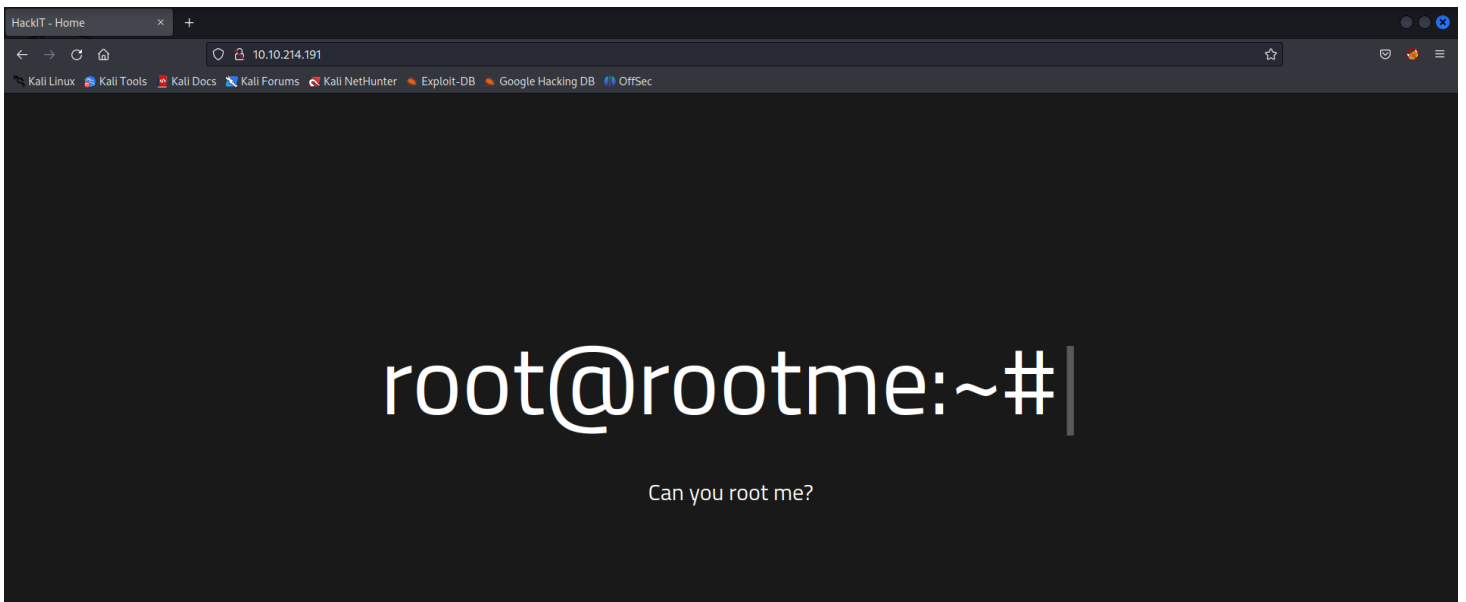 HackIT - Home
10.10.214.191
Kali Linux Kali Tools Kali Docs Kali Forums Kali NetHunter Exploit-DB Google Hacking DB OffSec
root@rootme:~#
Can you root me?